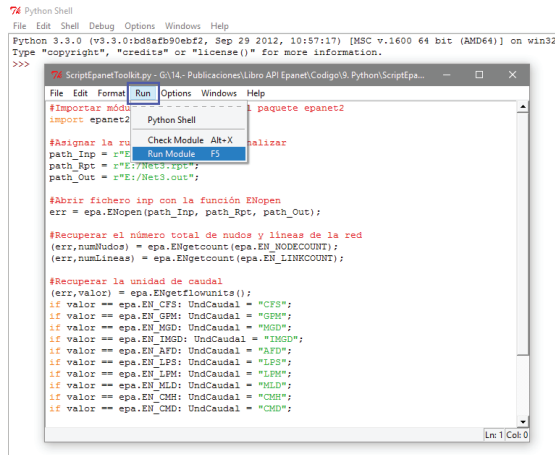 Python Shell
File Edit Shell Debug Options Windows Help
Python 3.3.0 (v3.3.0:bd8afb90ebf2, Sep 29 2012, 10:57:17) [MSC v.1600 64 bit (AMD64)] on win32
Type "copyright", "credits" or "license()" for more information.
>>>
ScriptEpanetToolkit.py - G:\14.- Publicaciones\Libro API Epanet\Codigo\9. Python\ScriptEpa...
File Edit Format Run Options Windows Help
Python Shell
Check Module Alt+X
Run Module F5
#Importar módu l paquete epanet2
import epanet2
#Asignar la ru alizar
path_Inp = r"E
path_Rpt = r"E:/Net3.rpt";
path_Out = r"E:/Net3.out";
#Abrir fichero inp con la función ENopen
err = epa.ENopen(path_Inp, path_Rpt, path_Out);
#Recuperar el número total de nudos y líneas de la red
(err,numNudos) = epa.ENgetcount(epa.EN_NODECOUNT);
(err,numLineas) = epa.ENgetcount(epa.EN_LINKCOUNT);
#Recuperar la unidad de caudal
(err,valor) = epa.ENgetflowunits();
if valor == epa.EN_CFS: UndCaudal = "CFS";
if valor == epa.EN_GPM: UndCaudal = "GPM";
if valor == epa.EN_MGD: UndCaudal = "MGD";
if valor == epa.EN_IMGD: UndCaudal = "IMGD";
if valor == epa.EN_AFD: UndCaudal = "AFD";
if valor == epa.EN_LPS: UndCaudal = "LPS";
if valor == epa.EN_LPM: UndCaudal = "LPM";
if valor == epa.EN_MLD: UndCaudal = "MLD";
if valor == epa.EN_CMH: UndCaudal = "CMH";
if valor == epa.EN_CMD: UndCaudal = "CMD";
Ln: 1 Col: 0